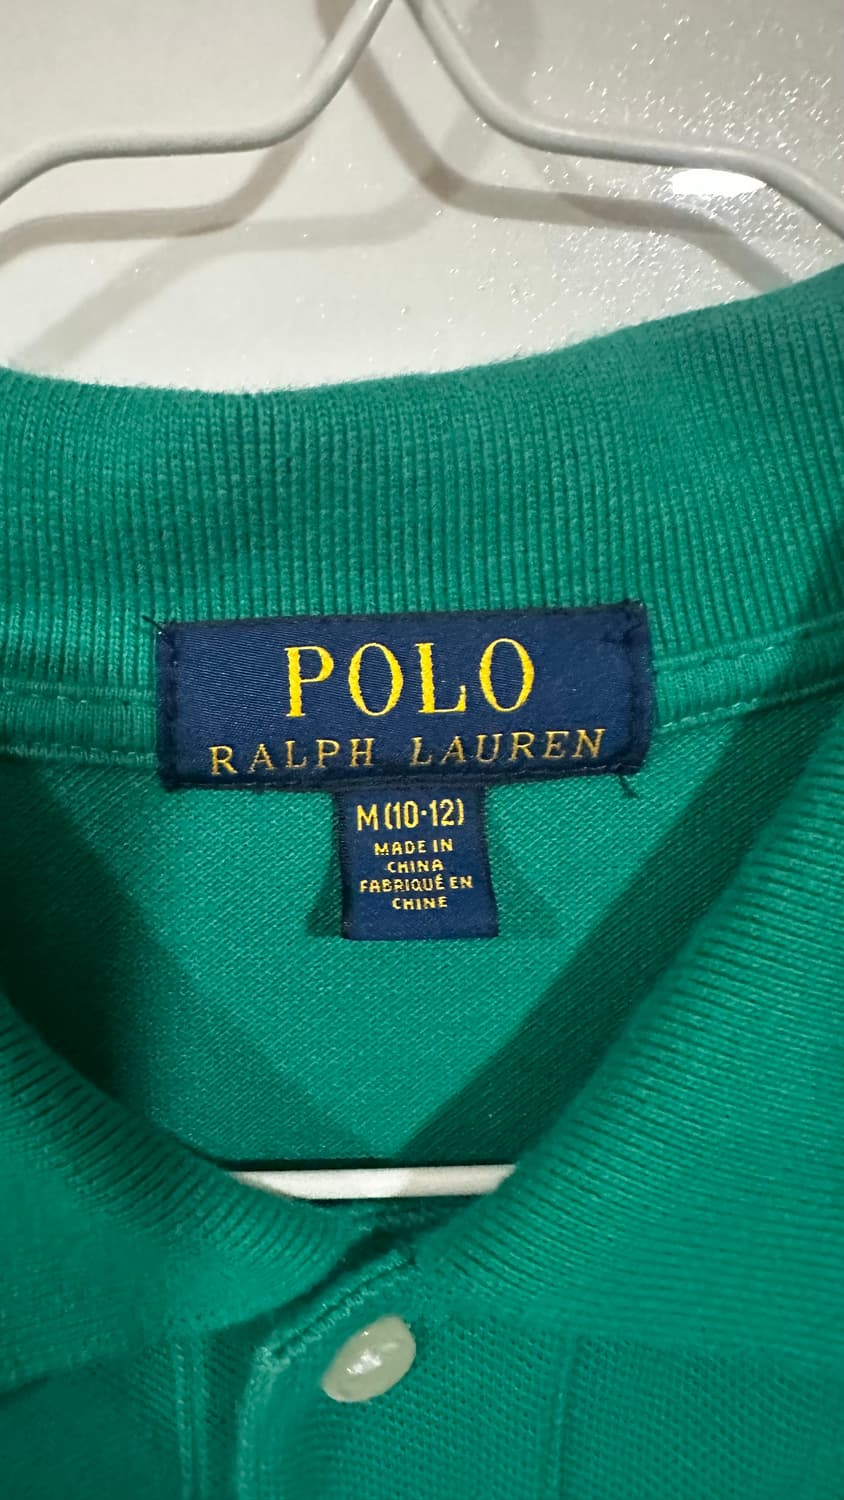 POLO
RALPH LAUREN
M (10-12)
MADE IN
CHINA
FABRIQUÉ EN
CHINE